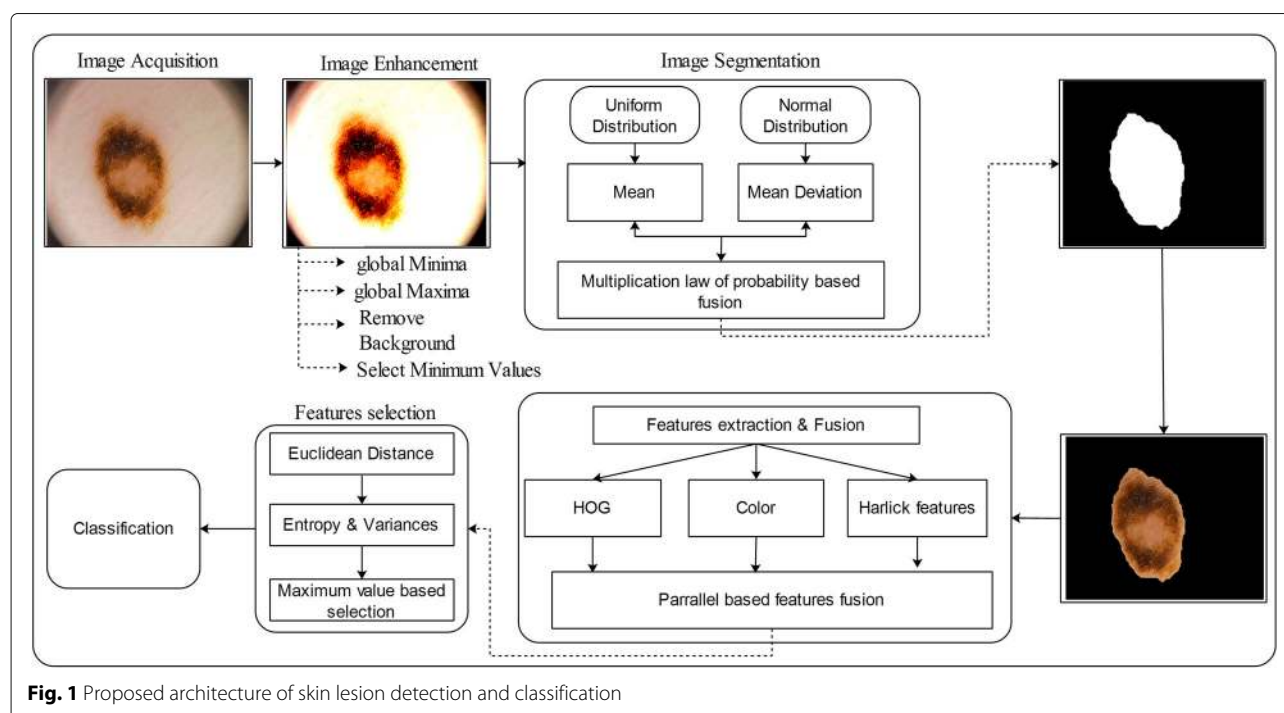 Image Acquisition
Image Enhancement
Image Segmentation
Uniform
Distribution
Normal
Distribution
Mean
Mean Deviation
Multiplication law of probability based
fusion
global Minima
global Maxima
Remove
Background
Select Minimum Values
Features selection
Euclidean Distance
Entropy & Variances
Maximum value based
selection
Classification
Features extraction & Fusion
HOG
Color
Harlick features
Parrallel based features fusion
Fig. 1 Proposed architecture of skin lesion detection and classification